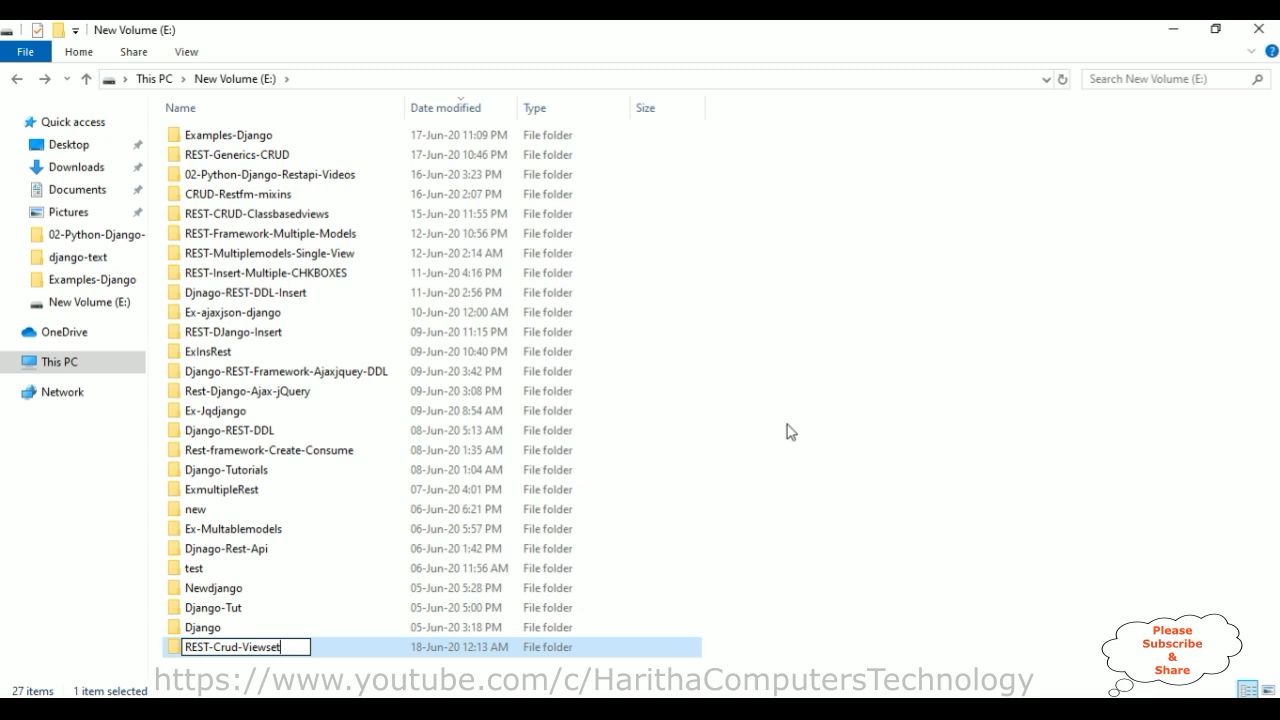 New Volume (E:)
File Home Share View
This PC New Volume (E:) Search New Volume (E:)
Name Date modified Type Size
Quick access
Desktop
Downloads
Documents
Pictures
02-Python-Django-
django-text
Examples-Django
New Volume (E:)
OneDrive
This PC
Network
Examples-Django 17-Jun-20 11:09 PM File folder
REST-Generics-CRUD 17-Jun-20 10:46 PM File folder
02-Python-Django-Restapi-Videos 16-Jun-20 3:23 PM File folder
CRUD-Restfm-mixins 16-Jun-20 2:07 PM File folder
REST-CRUD-Classbasedviews 15-Jun-20 11:55 PM File folder
REST-Framework-Multiple-Models 12-Jun-20 10:56 PM File folder
REST-Multiplemodels-Single-View 12-Jun-20 2:14 AM File folder
REST-Insert-Multiple-CHKBOXES 11-Jun-20 4:16 PM File folder
Djnago-REST-DDL-Insert 11-Jun-20 2:56 PM File folder
Ex-ajaxjson-django 10-Jun-20 12:00 AM File folder
REST-DJango-Insert 09-Jun-20 11:15 PM File folder
ExInsRest 09-Jun-20 10:40 PM File folder
Django-REST-Framework-Ajaxjquey-DDL 09-Jun-20 3:42 PM File folder
Rest-Django-Ajax-jQuery 09-Jun-20 3:08 PM File folder
Ex-Jqdjango 09-Jun-20 8:54 AM File folder
Django-REST-DDL 08-Jun-20 5:13 AM File folder
Rest-framework-Create-Consume 08-Jun-20 1:35 AM File folder
Django-Tutorials 08-Jun-20 1:04 AM File folder
ExmultipleRest 07-Jun-20 4:01 PM File folder
new 06-Jun-20 6:21 PM File folder
Ex-Multablemodels 06-Jun-20 5:57 PM File folder
Djnago-Rest-Api 06-Jun-20 1:42 PM File folder
test 06-Jun-20 11:56 AM File folder
Newdjango 05-Jun-20 5:28 PM File folder
Django-Tut 05-Jun-20 5:00 PM File folder
Django 05-Jun-20 3:18 PM File folder
REST-Crud-Viewset 18-Jun-20 12:13 AM File folder
Please
Subscribe
&
Share
https://www.youtube.com/c/HarithaComputersTechnology
27 items 1 item selected